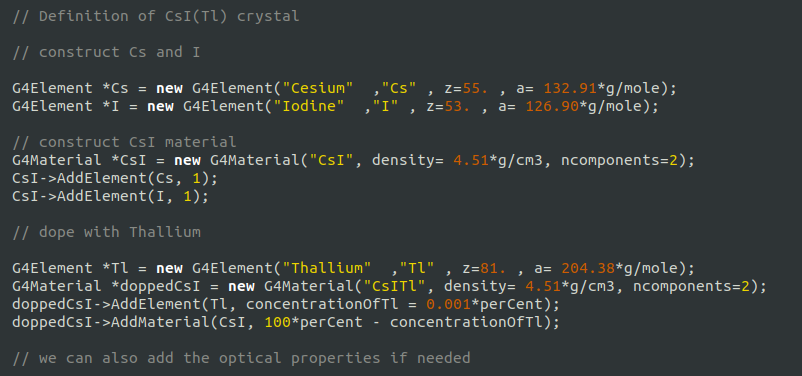 // Definition of CsI(Tl) crystal
// construct Cs and I
G4Element *Cs = new G4Element("Cesium"  ,"Cs" , z=55. , a= 132.91*g/mole);
G4Element *I = new G4Element("Iodine"  ,"I" , z=53. , a= 126.90*g/mole);
// construct CsI material
G4Material *CsI = new G4Material("CsI", density= 4.51*g/cm3, ncomponents=2);
CsI->AddElement(Cs, 1);
CsI->AddElement(I, 1);
// dope with Thallium
G4Element *Tl = new G4Element("Thallium"  ,"Tl" , z=81. , a= 204.38*g/mole);
G4Material *doppedCsI = new G4Material("CsITl", density= 4.51*g/cm3, ncomponents=2);
doppedCsI->AddElement(Tl, concentrationOfTl = 0.001*perCent);
doppedCsI->AddMaterial(CsI, 100*perCent - concentrationOfTl);
// we can also add the optical properties if needed